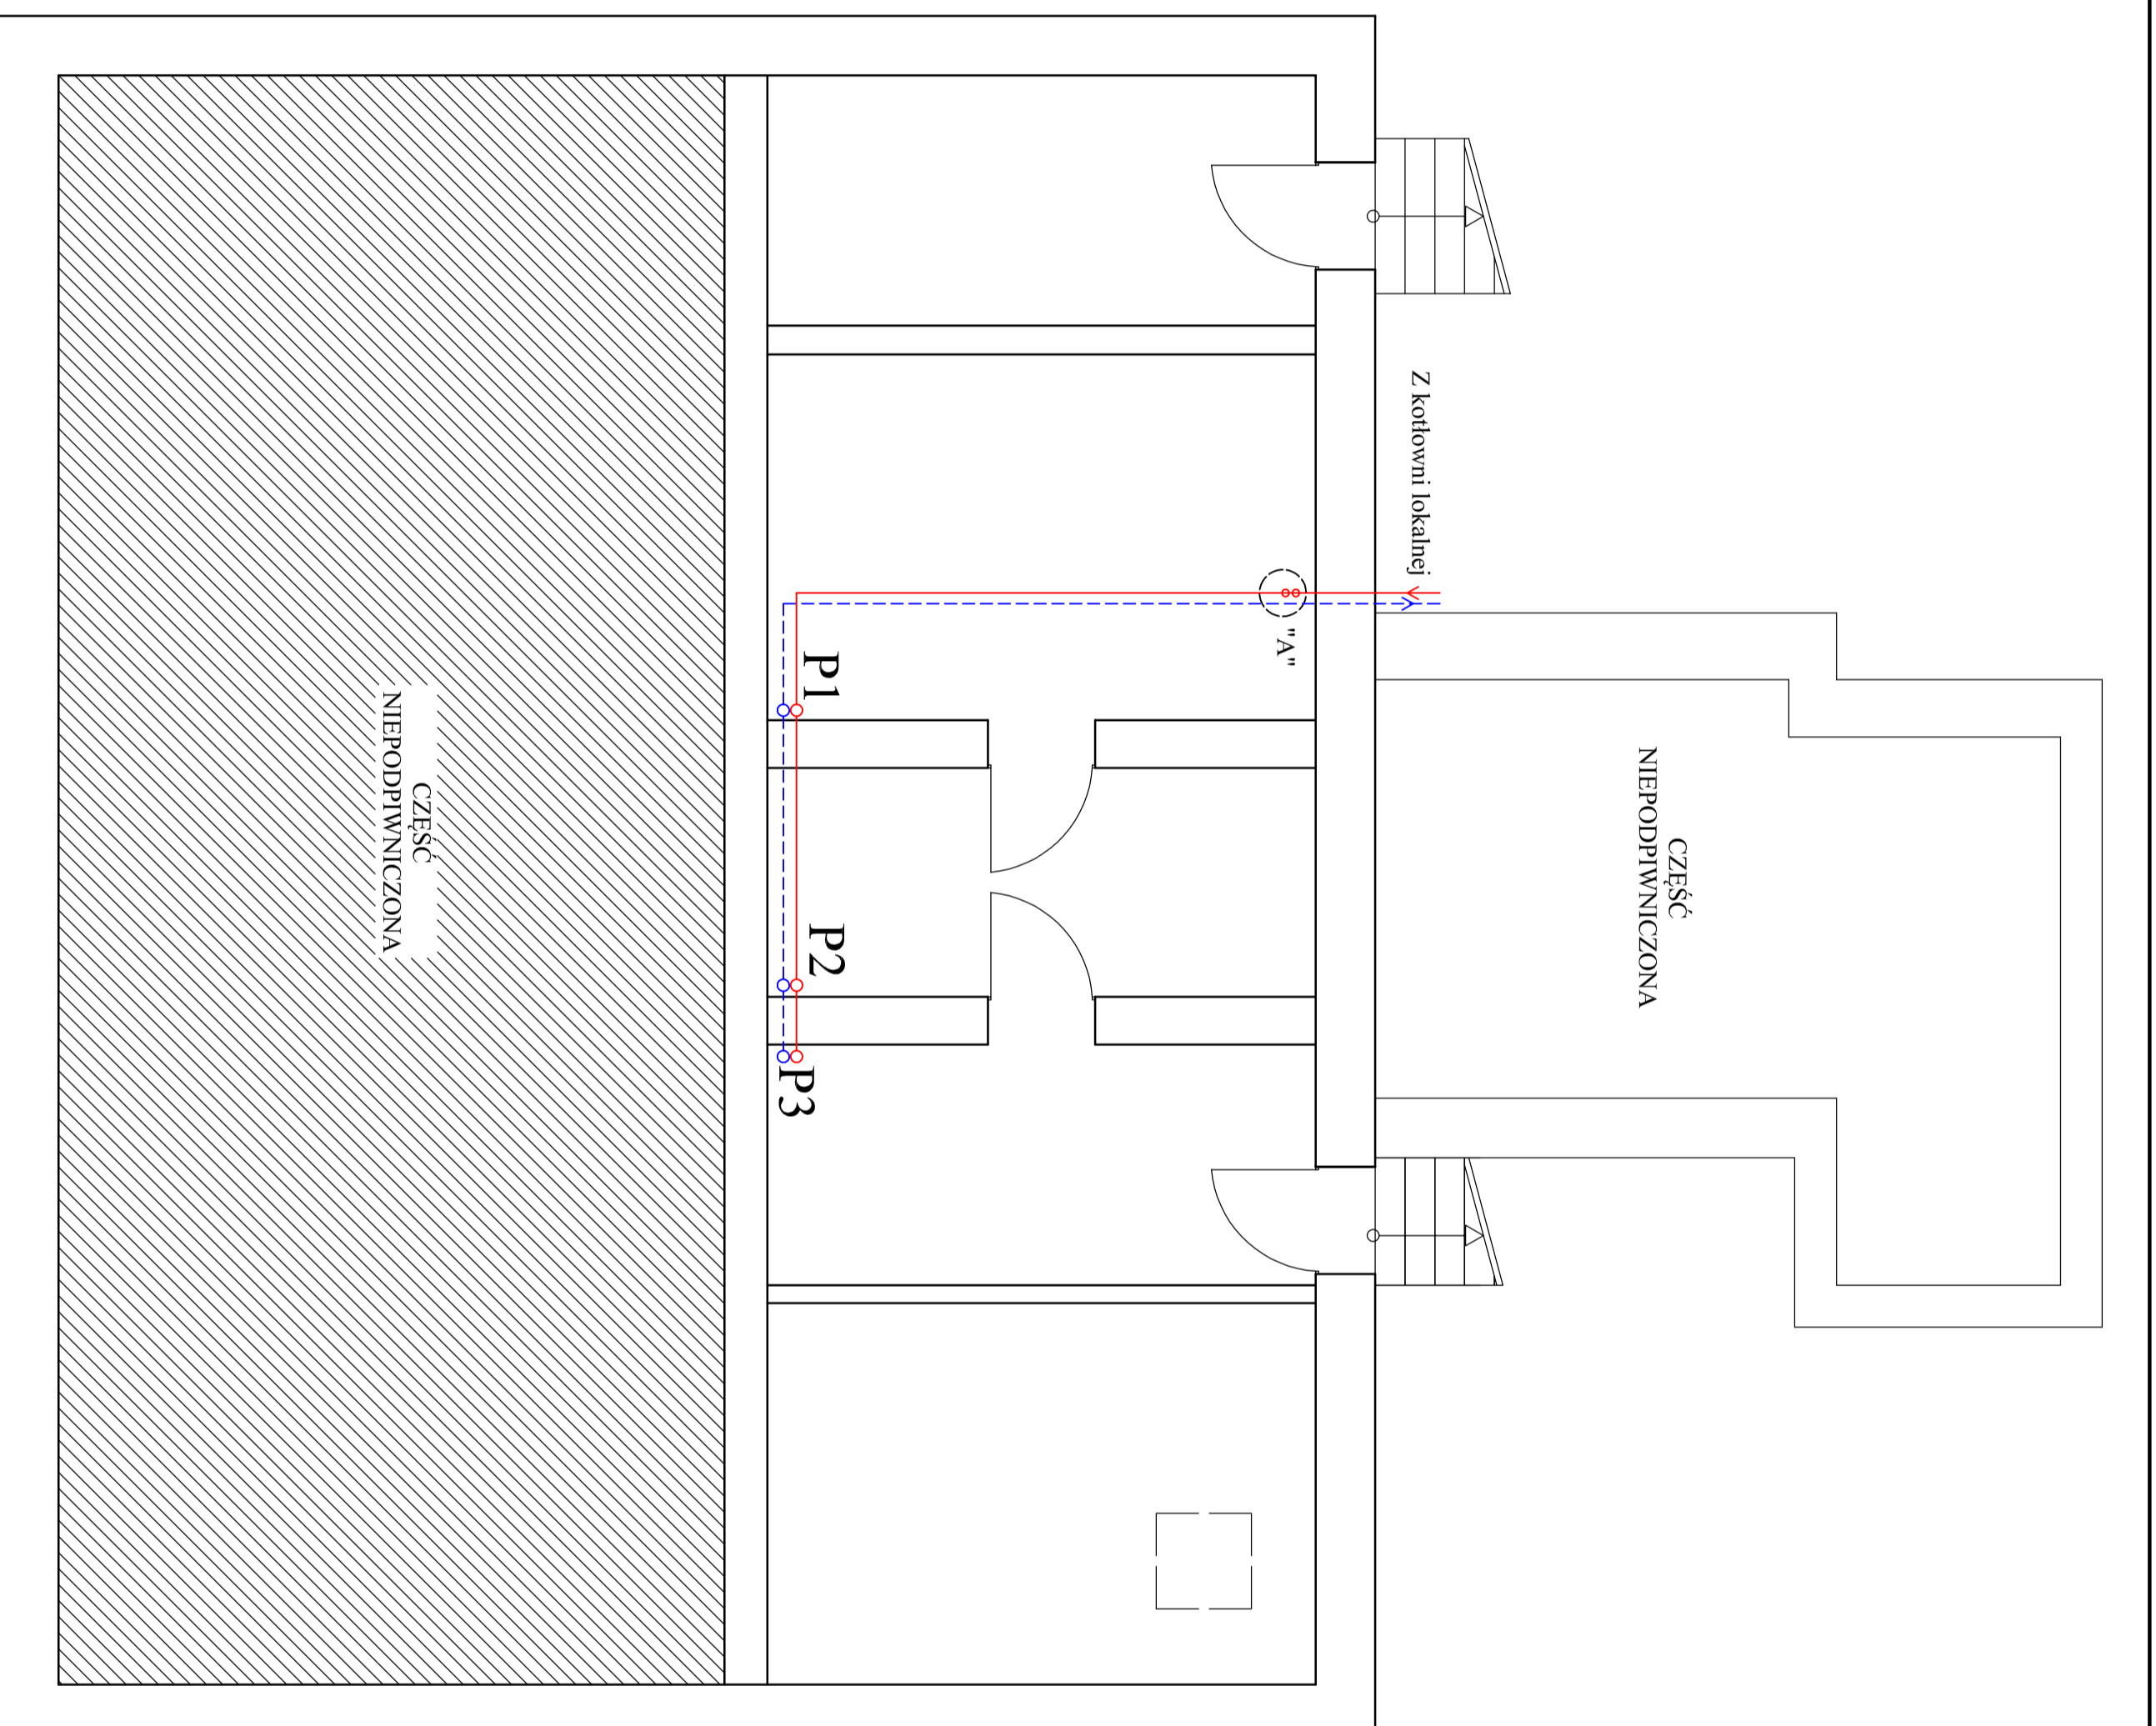 Z kotłowni lokalnej
"A"
CZĘŚĆ
NIEPODPIWNICZONA
P1
P2
P3
CZĘŚĆ
NIEPODPIWNICZONA